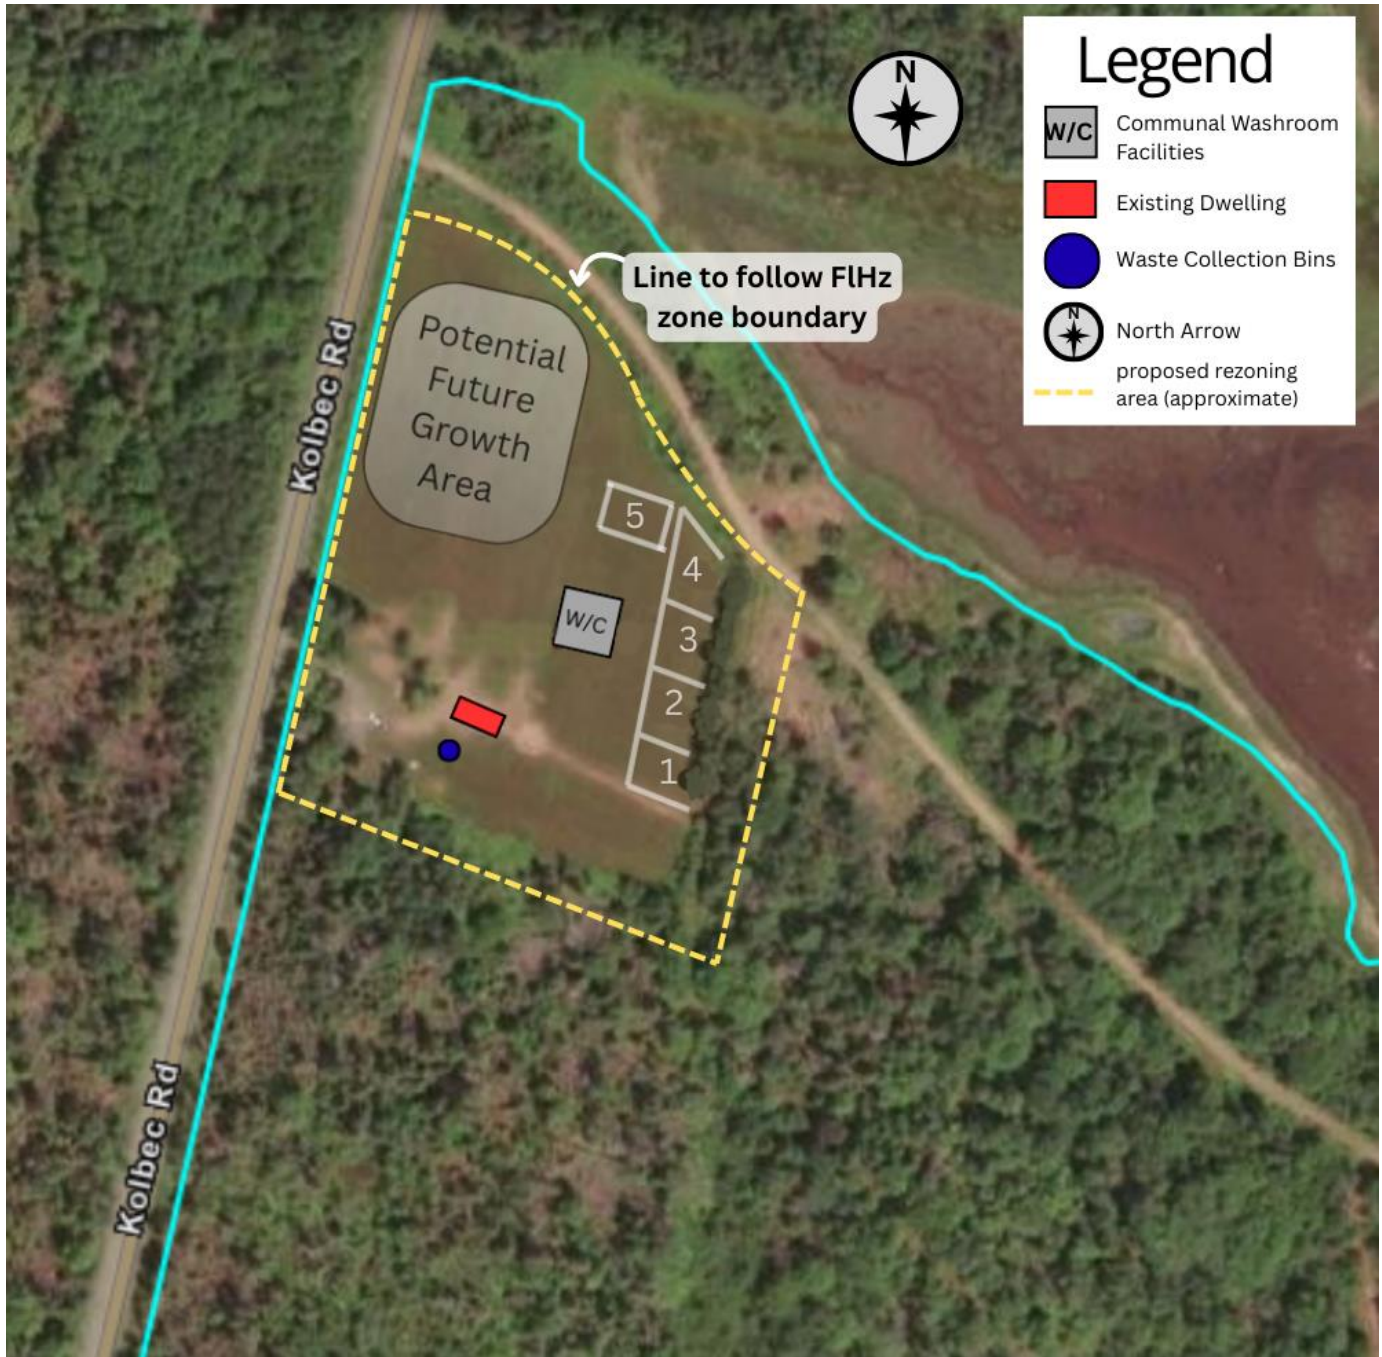 Legend
N
W/C
Communal Washroom
Facilities
Existing Dwelling
Waste Collection Bins
N
North Arrow
proposed rezoning
area (approximate)
Line to follow FlHz
zone boundary
Potential
Future
Growth
Area
Kolbec Rd
5
4
W/C
3
2
1
Kolbec Rd